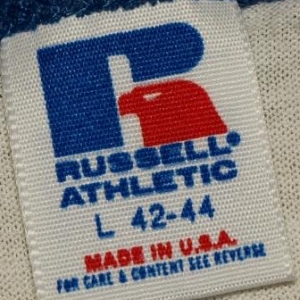 RUSSELL®
ATHLETIC
L 42-44
MADE IN U.S.A.
FOR CARE & CONTENT SEE REVERSE